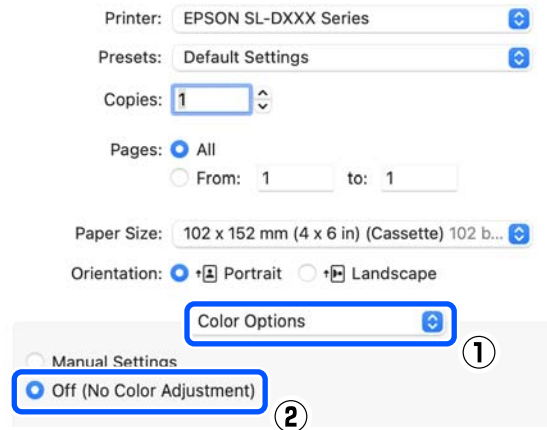 Printer: EPSON SL-DXXX Series
Presets: Default Settings
Copies: 1
Pages: All
From: 1 to: 1
Paper Size: 102 x 152 mm (4 x 6 in) (Cassette) 102 b...
Orientation: Portrait Landscape
Color Options
①
Manual Settings
Off (No Color Adjustment)
②